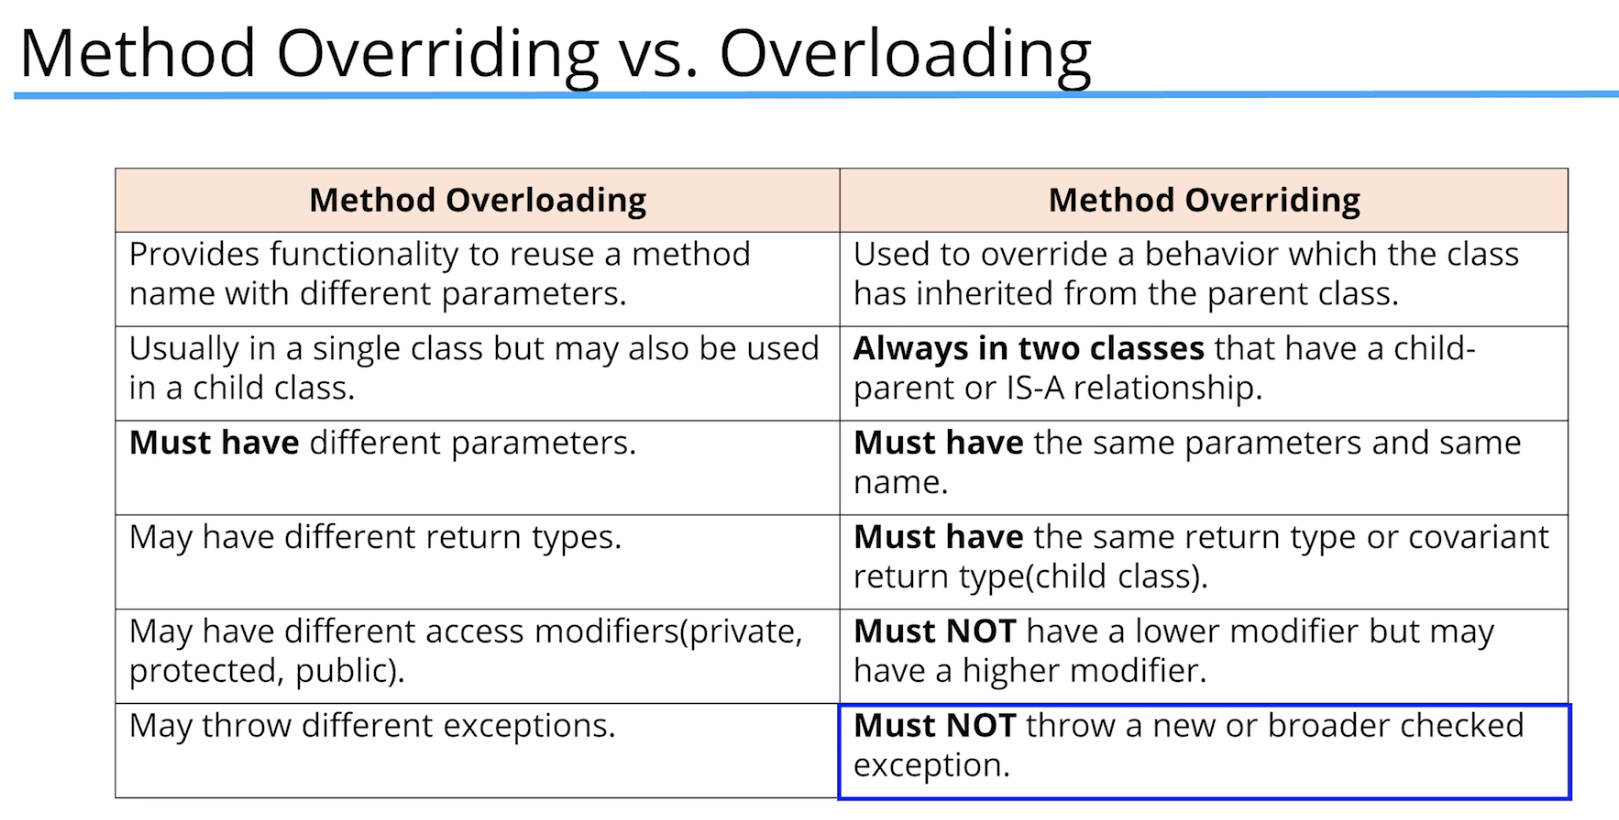 Method Overriding vs. Overloading
Method Overloading
Method Overriding
Provides functionality to reuse a method
name with different parameters.
Used to override a behavior which the class
has inherited from the parent class.
Usually in a single class but may also be used
in a child class.
Always in two classes that have a child-
parent or IS-A relationship.
Must have different parameters.
Must have the same parameters and same
name.
May have different return types.
Must have the same return type or covariant
return type(child class).
May have different access modifiers(private,
protected, public).
Must NOT have a lower modifier but may
have a higher modifier.
May throw different exceptions.
Must NOT throw a new or broader checked
exception.